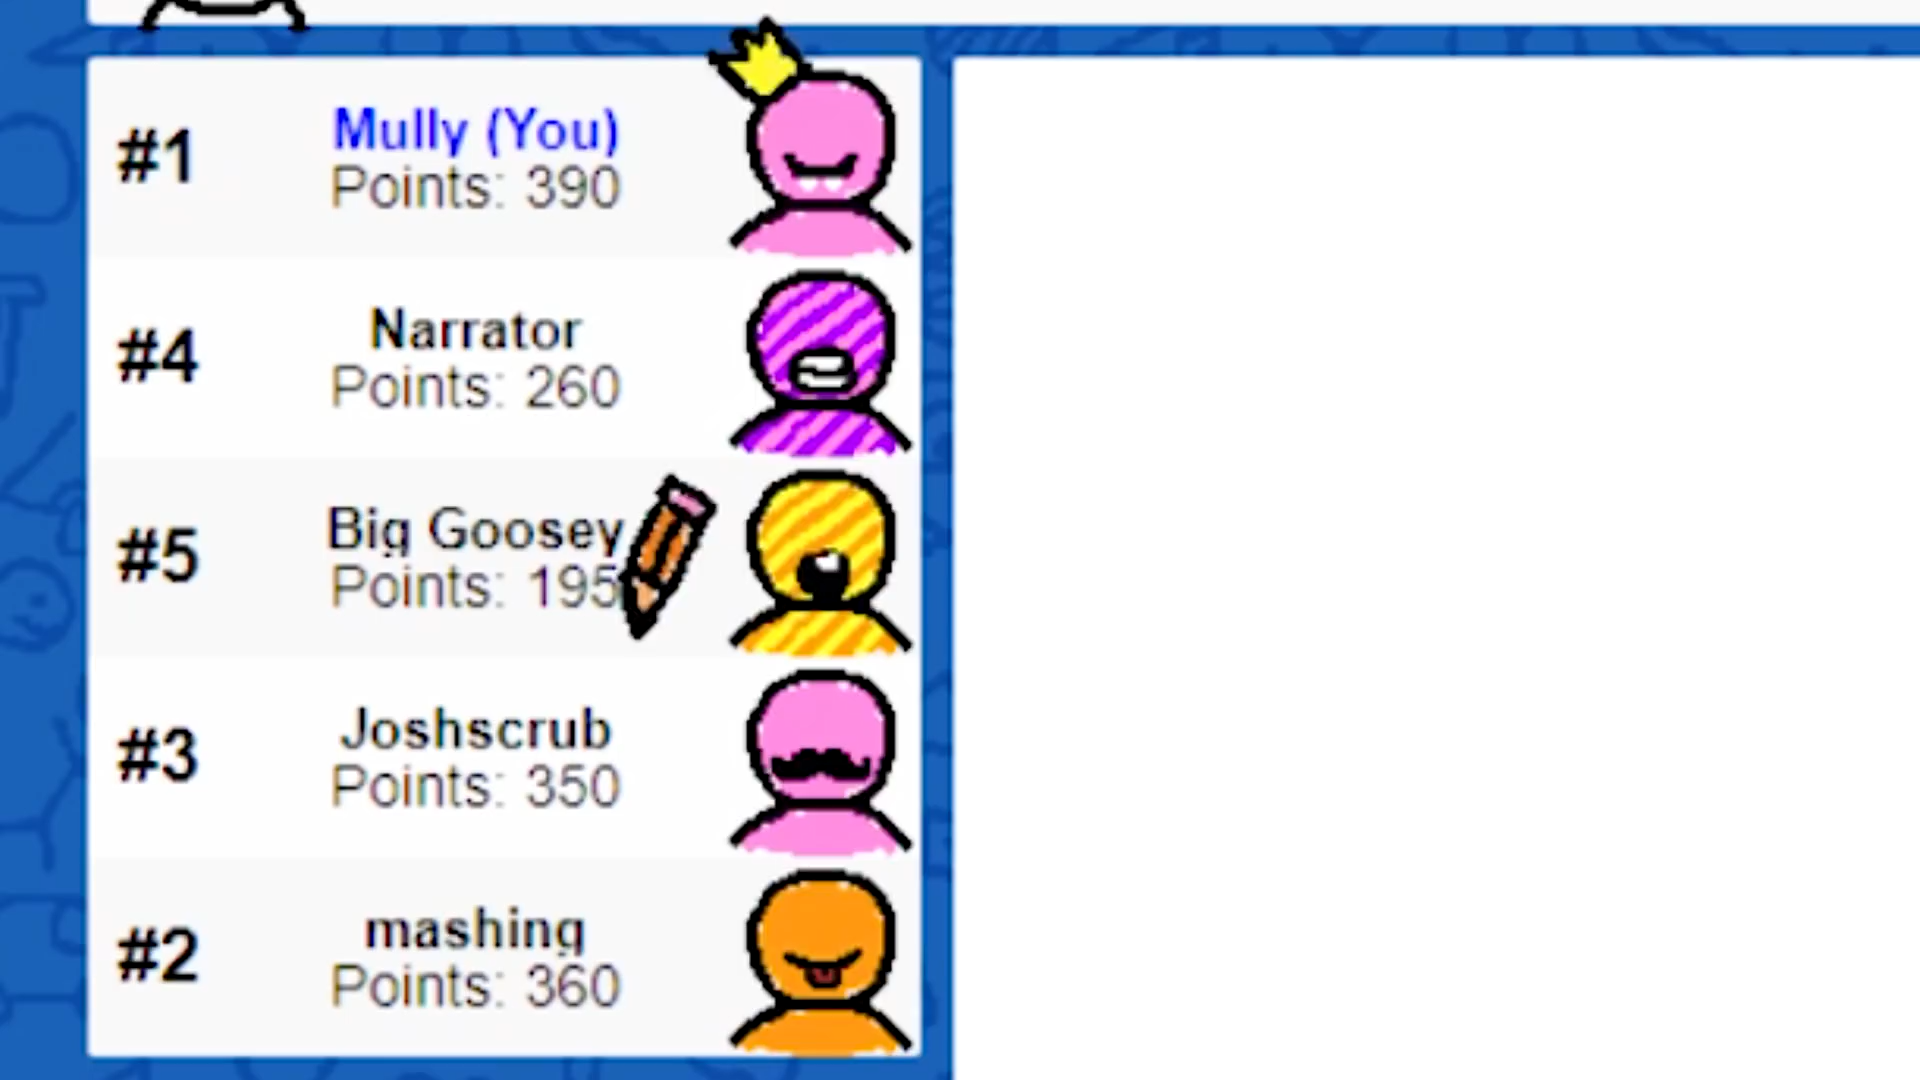 #1
Mully (You)
Points: 390
#4
Narrator
Points: 260
#5
Big Goosey
Points: 195
#3
Joshscrub
Points: 350
#2
mashing
Points: 360